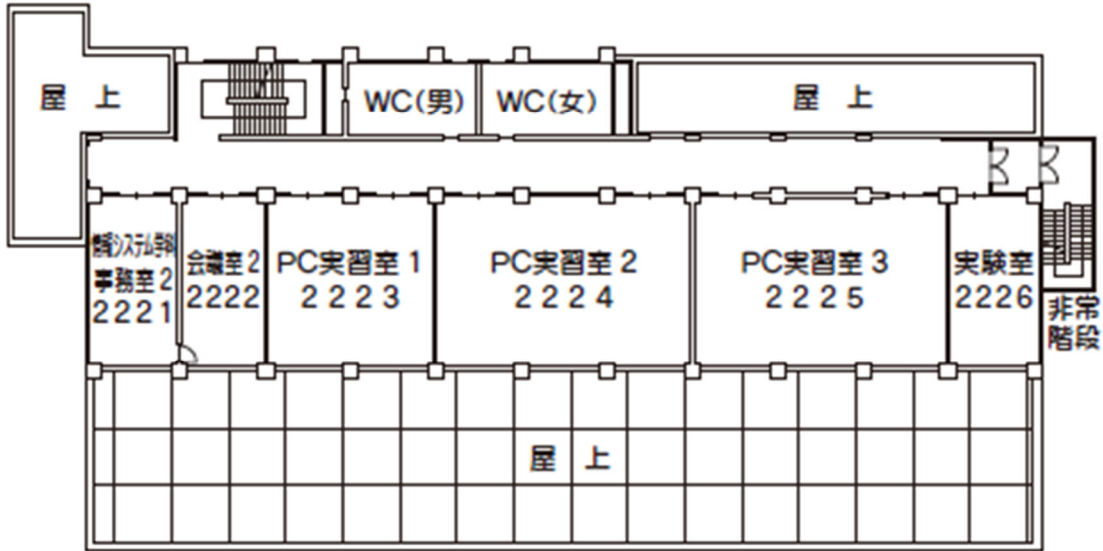 屋 上
WC(男)
WC(女)
屋 上
情報システム学科
事務室2
2221
会議室2
2222
PC実習室1
2223
PC実習室2
2224
PC実習室3
2225
実験室
2226
非常
階段
屋 上